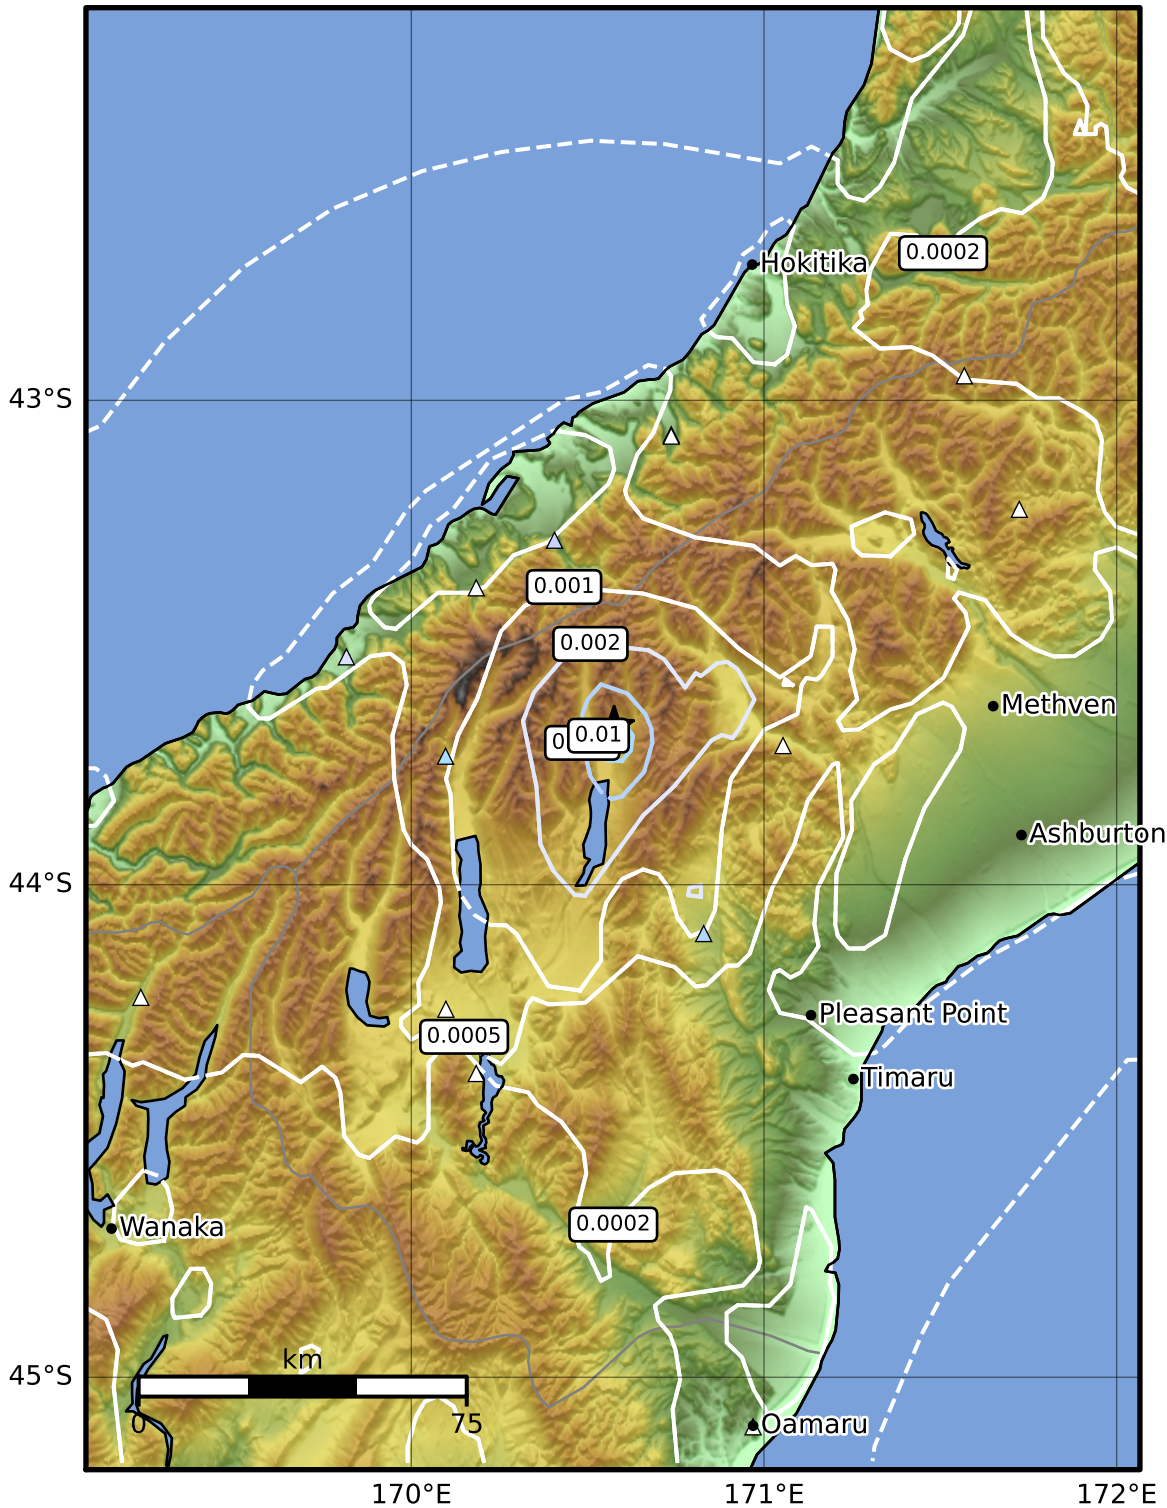 0.0002
Hokitika
43°S
0.001
0.002
Methven
0.01
Ashburton
44°S
Pleasant Point
0.0005
Timaru
0.0002
Wanaka
km
45°S
0 75
Oamaru
170°E 171°E 172°E